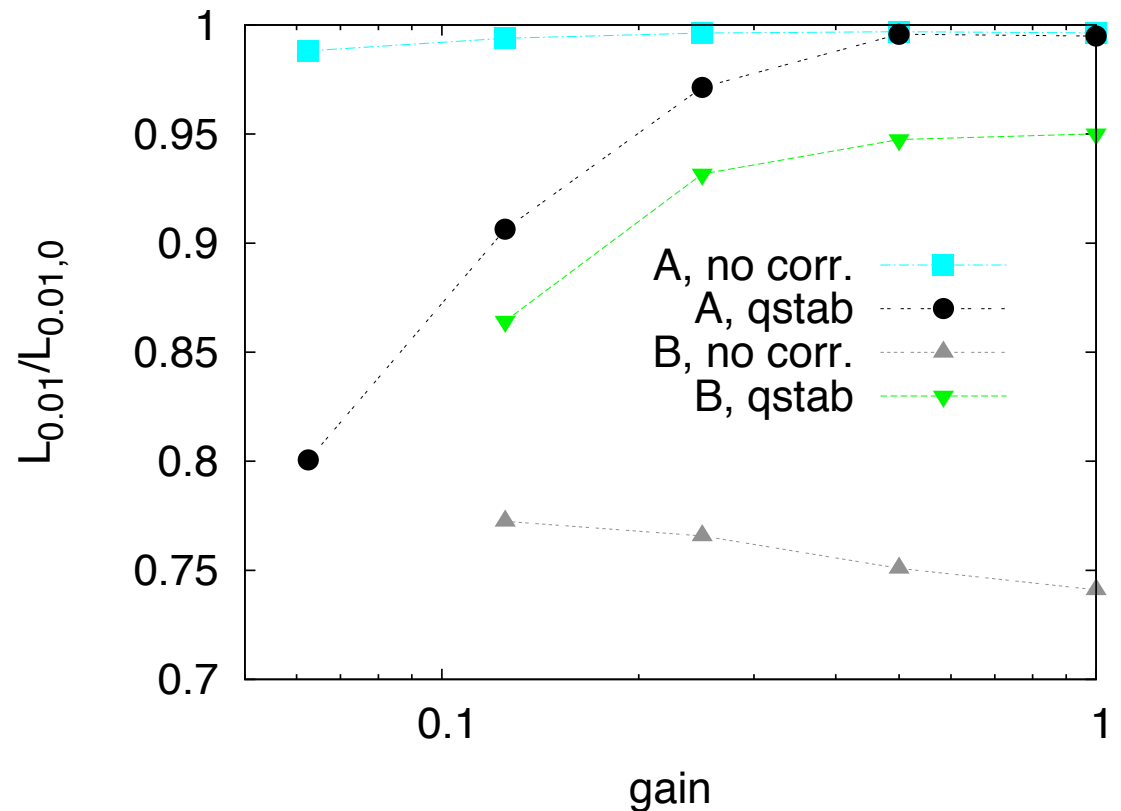 1
0.95
0.9
0.85
0.8
0.75
0.7
0.1
1
gain
L0.01/L0.01,0
A, no corr.
A, qstab
B, no corr.
B, qstab